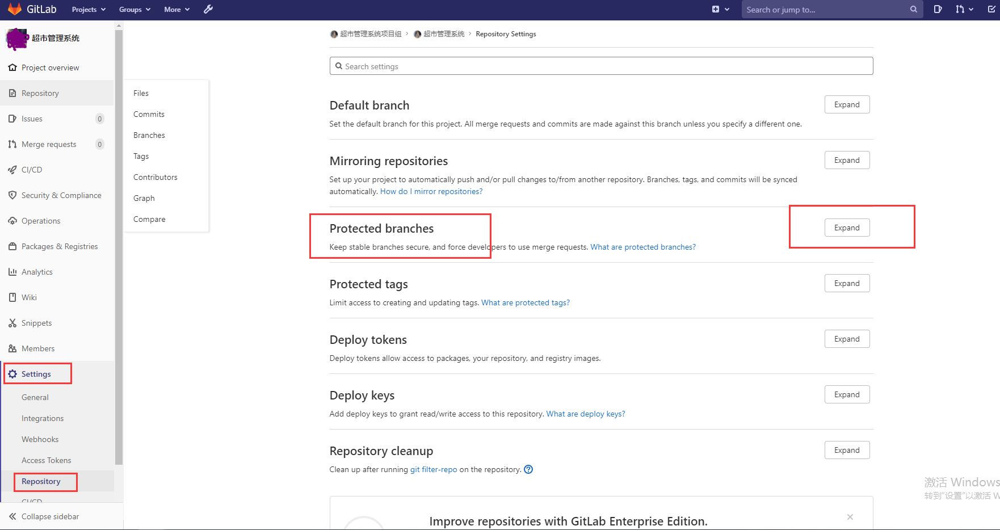 GitLab Projects Groups More Search or jump to...
超市管理系统
Project overview
Repository
Issues 0
Merge requests 0
CI/CD
Security & Compliance
Operations
Packages & Registries
Analytics
Wiki
Snippets
Members
Settings
General
Integrations
Webhooks
Access Tokens
Repository
CI/CD
Collapse sidebar
Files
Commits
Branches
Tags
Contributors
Graph
Compare
超市管理系统项目组 › 超市管理系统 › Repository Settings
Search settings
Default branch
Expand
Set the default branch for this project. All merge requests and commits are made against this branch unless you specify a different one.
Mirroring repositories
Expand
Set up your project to automatically push and/or pull changes to/from another repository. Branches, tags, and commits will be synced
automatically. How do I mirror repositories?
Protected branches
Expand
Keep stable branches secure, and force developers to use merge requests. What are protected branches?
Protected tags
Expand
Limit access to creating and updating tags. What are protected tags?
Deploy tokens
Expand
Deploy tokens allow access to packages, your repository, and registry images.
Deploy keys
Expand
Add deploy keys to grant read/write access to this repository. What are deploy keys?
Repository cleanup
Expand
Clean up after running git filter-repo on the repository.
Improve repositories with GitLab Enterprise Edition.
激活 Windows
转到“设置”以激活 W